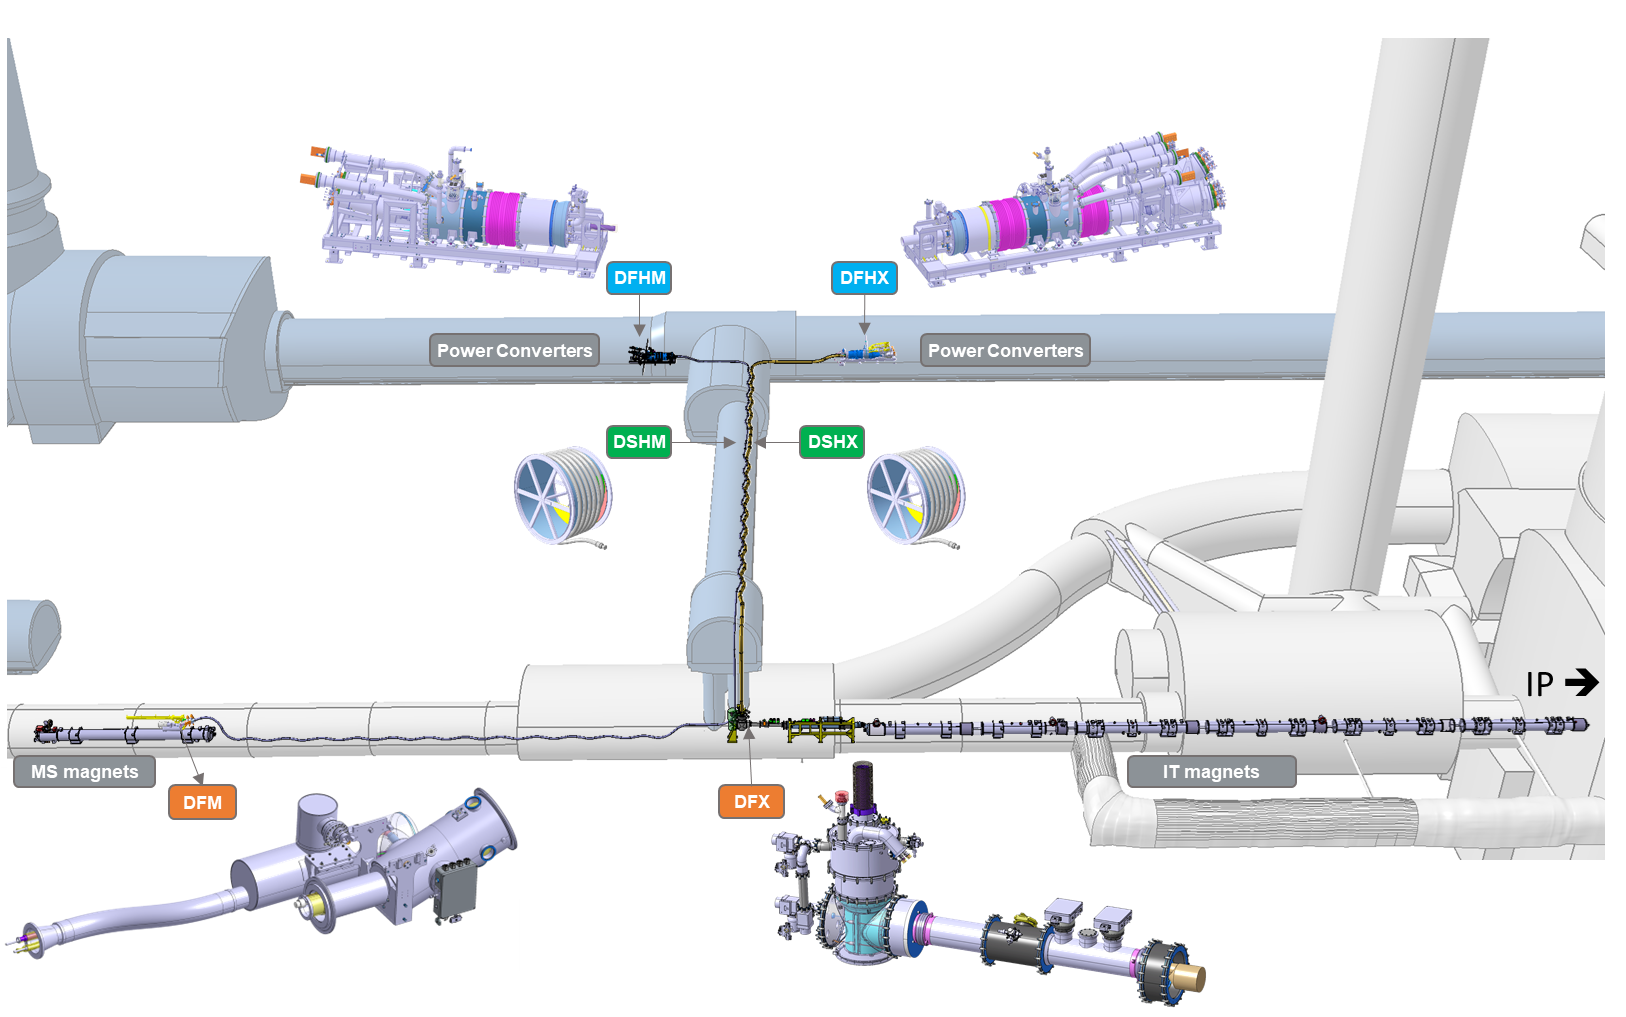 DFHM
DFHX
Power Converters
Power Converters
DSHM
DSHX
IP
MS magnets
IT magnets
DFM
DFX